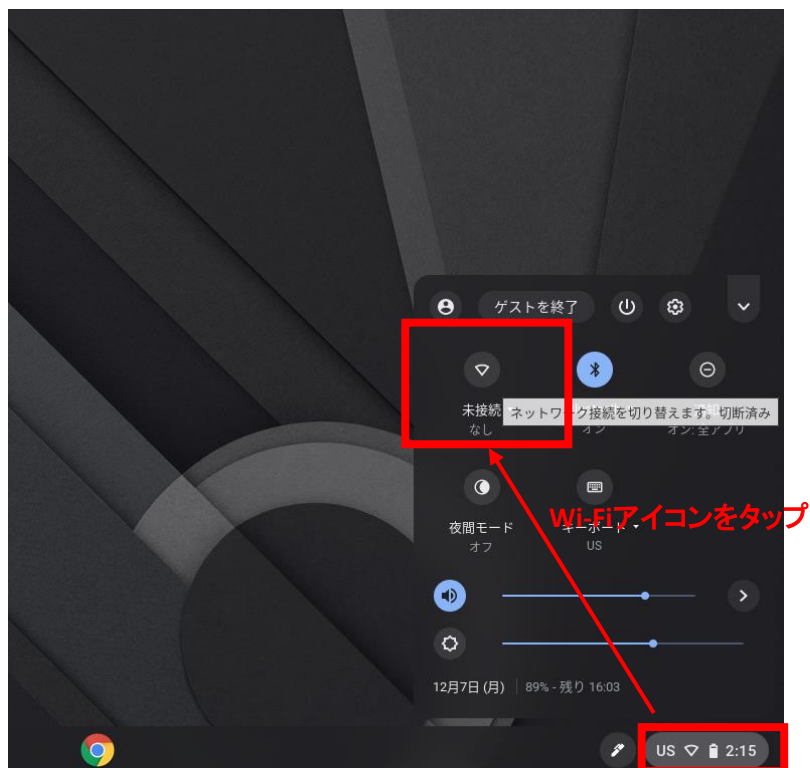 ゲストを終了
未接続
ネットワーク接続を切り替えます。切断済み
なし
オン
オン: 全アプリ
Wi-Fiアイコンをタップ
夜間モード
キーボード
オフ
US
12月7日 (月)
89% - 残り 16:03
US
2:15